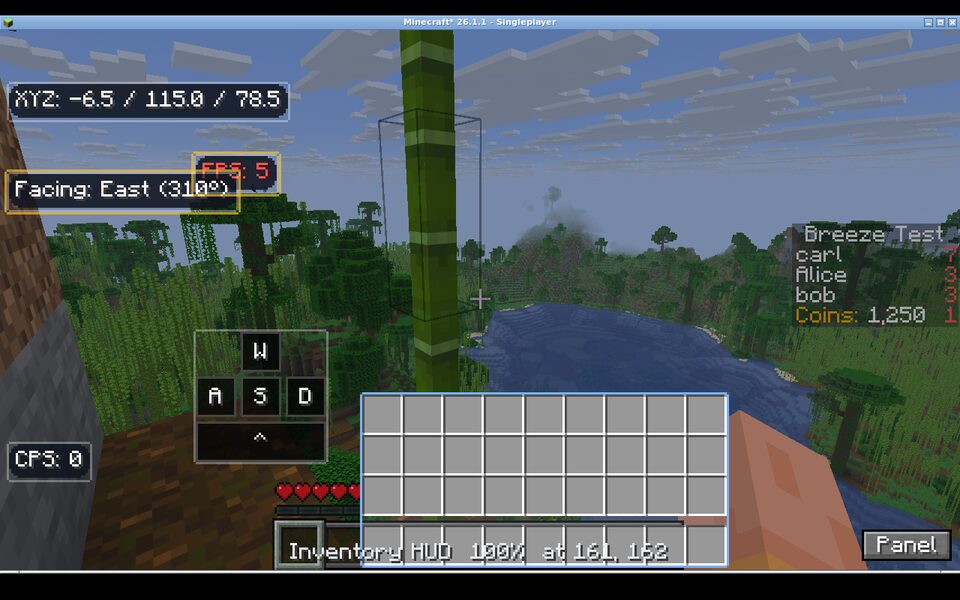 Minecraft* 26.1.1 - Singleplayer
XYZ: -6.5 / 115.0 / 78.5
FPS: 5
Facing: East (310°)
Breeze Test
carl 7
Alice 3
bob 3
Coins: 1,250 1
W
A S D
^
CPS: 0
Inventory HUD 100% at 161, 162
Panel